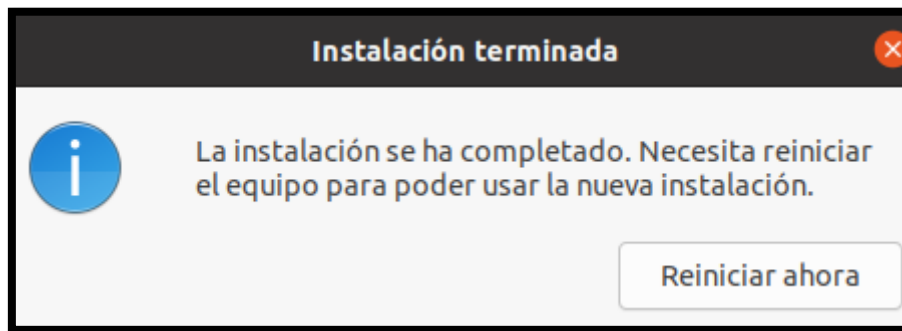 Instalación terminada
La instalación se ha completado. Necesita reiniciar
el equipo para poder usar la nueva instalación.
Reiniciar ahora